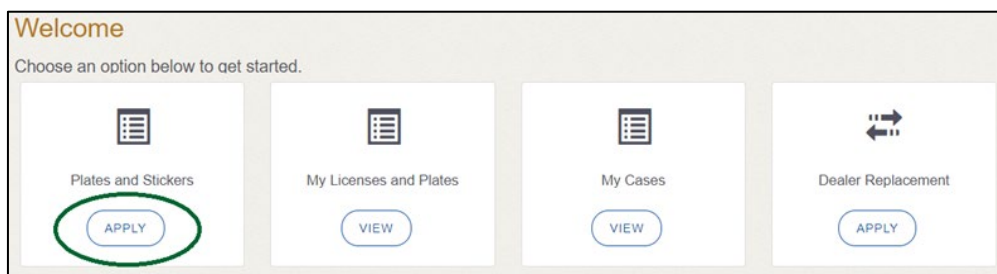 Welcome
Choose an option below to get started.
Plates and Stickers
My Licenses and Plates
My Cases
Dealer Replacement
APPLY
VIEW
VIEW
APPLY